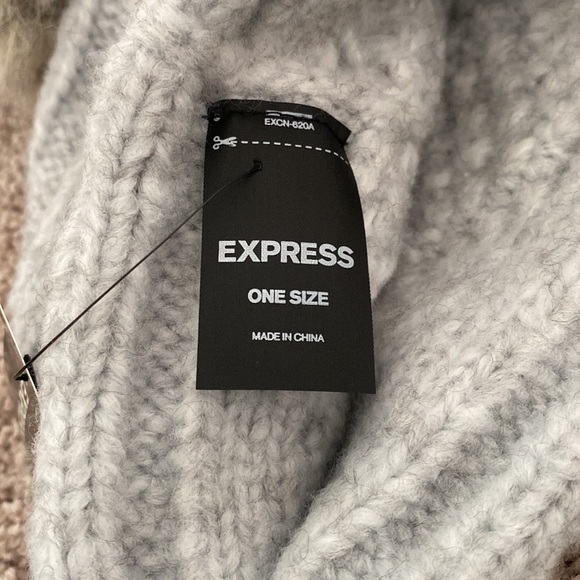 EXCN-620A
EXPRESS
ONE SIZE
MADE IN CHINA